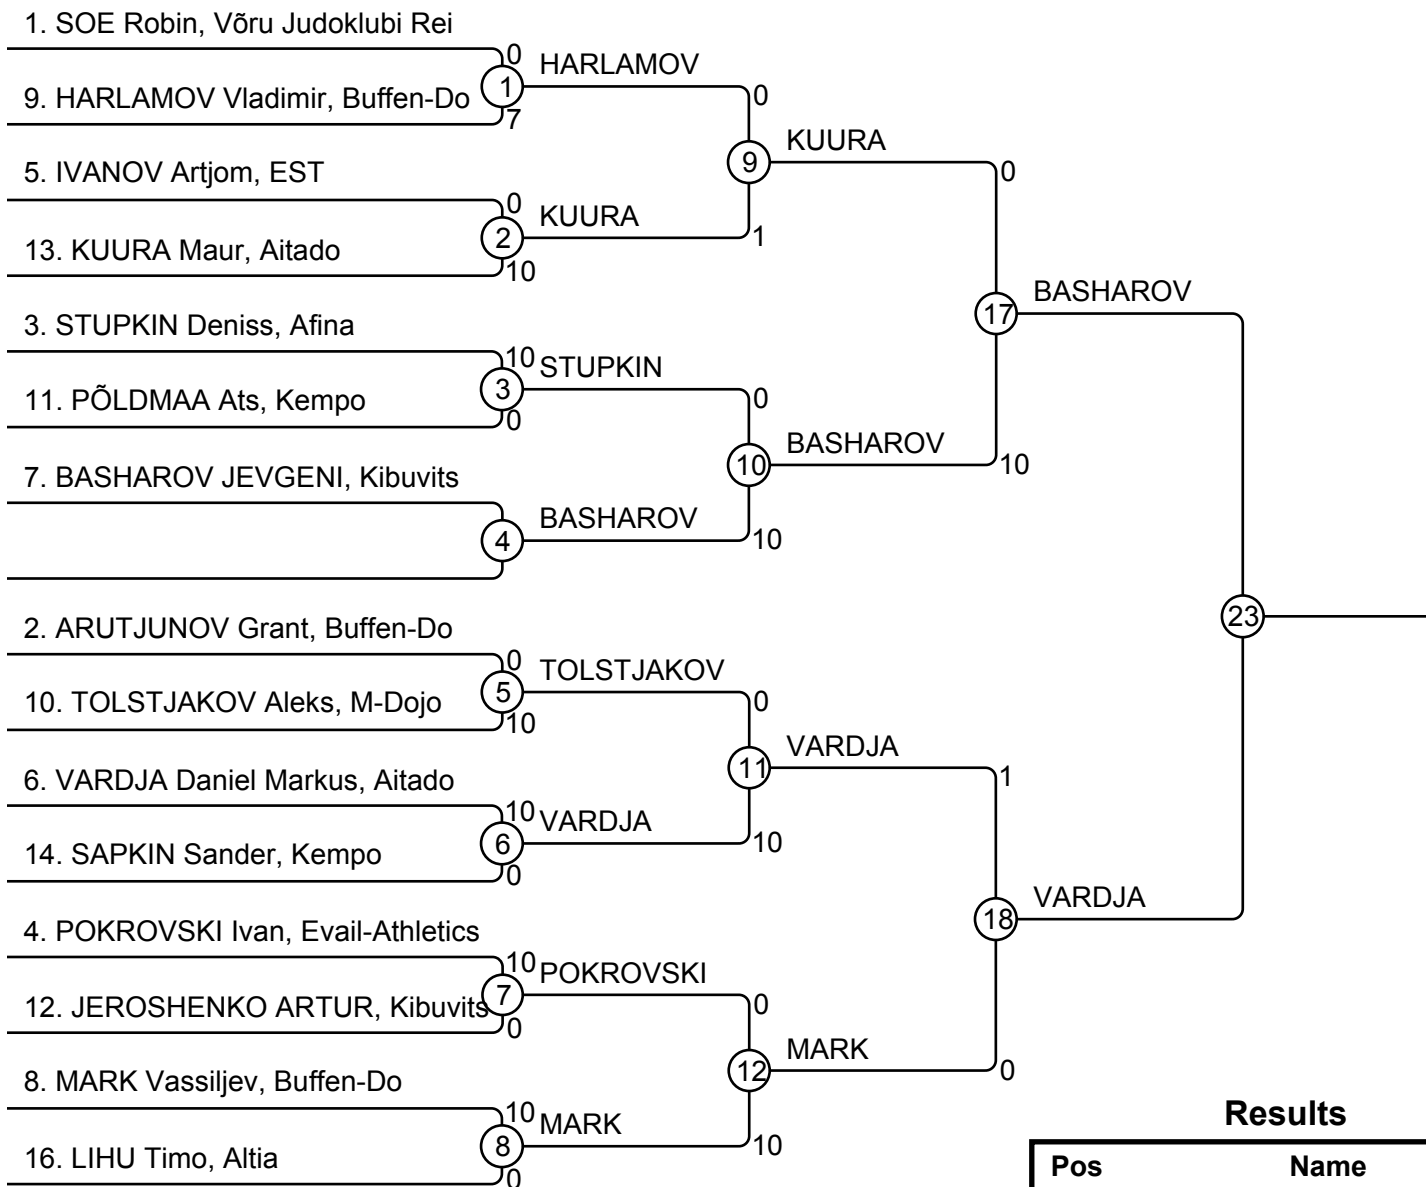 1. SOE Robin, Võru Judoklubi Rei
0
1
HARLAMOV
9. HARLAMOV Vladimir, Buffen-Do
7
0
9
KUURA
5. IVANOV Artjom, EST
0
2
KUURA
1
13. KUURA Maur, Aitado
10
0
17
BASHAROV
3. STUPKIN Deniss, Afina
10
3
STUPKIN
11. PÕLDMAA Ats, Kempo
0
0
10
BASHAROV
10
7. BASHAROV JEVGENI, Kibuvits
4
BASHAROV
10
23
2. ARUTJUNOV Grant, Buffen-Do
0
5
TOLSTJAKOV
10. TOLSTJAKOV Aleks, M-Dojo
10
0
11
VARDJA
1
6. VARDJA Daniel Markus, Aitado
10
6
VARDJA
10
14. SAPKIN Sander, Kempo
0
18
VARDJA
4. POKROVSKI Ivan, Evail-Athletics
10
7
POKROVSKI
12. JEROSHENKO ARTUR, Kibuvits
0
0
12
MARK
0
8. MARK Vassiljev, Buffen-Do
10
8
MARK
10
16. LIHU Timo, Altia
0
Results
Pos Name